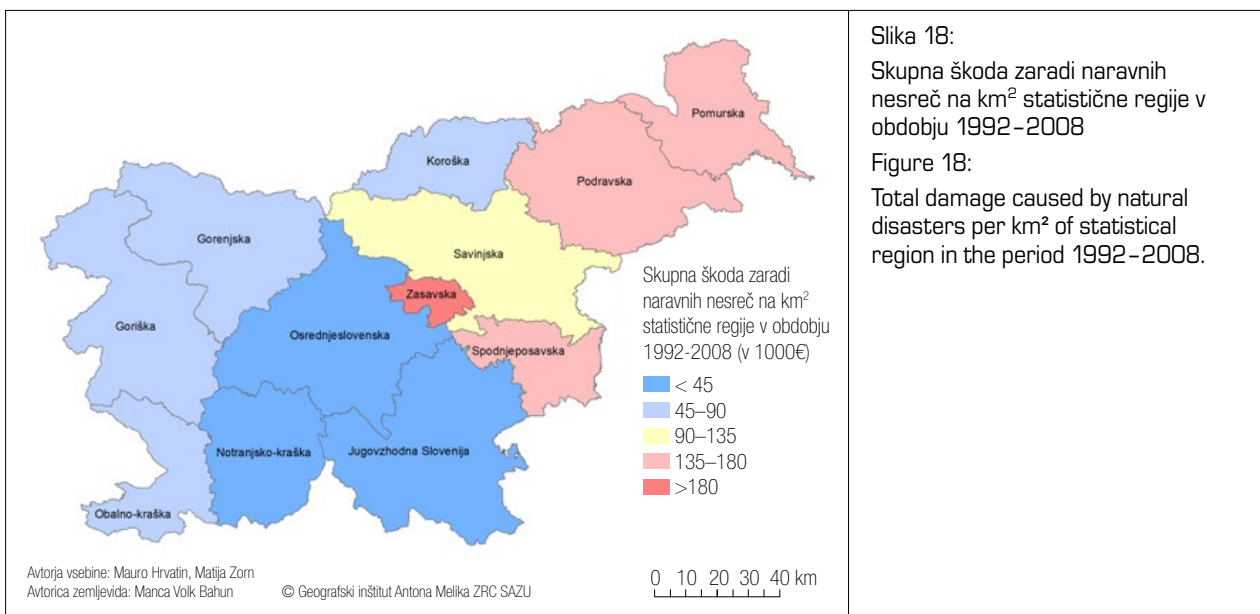 Pomurska
Koroška
Podravska
Gorenjska
Savinjska
Zasavska
Goriška
Osrednjeslovenska
Spodnjeposavska
Notranjsko-kraška
Jugovzhodna Slovenija
Obalno-kraška
Skupna škoda zaradi
naravnih nesreč na km²
statistične regije v obdobju
1992-2008 (v 1000€)
< 45
45–90
90–135
135–180
>180
Avtorja vsebine: Mauro Hrvatin, Matija Zorn
Avtorica zemljevida: Manca Volk Bahun © Geografski inštitut Antona Melika ZRC SAZU
0 10 20 30 40 km
Slika 18:
Skupna škoda zaradi naravnih
nesreč na km² statistične regije v
obdobju 1992–2008
Figure 18:
Total damage caused by natural
disasters per km² of statistical
region in the period 1992–2008.